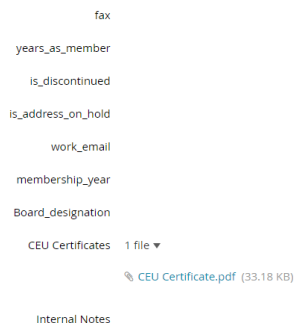 fax
years_as_member
is_discontinued
is_address_on_hold
work_email
membership_year
Board_designation
CEU Certificates 1 file ▼
CEU Certificate.pdf (33.18 KB)
Internal Notes